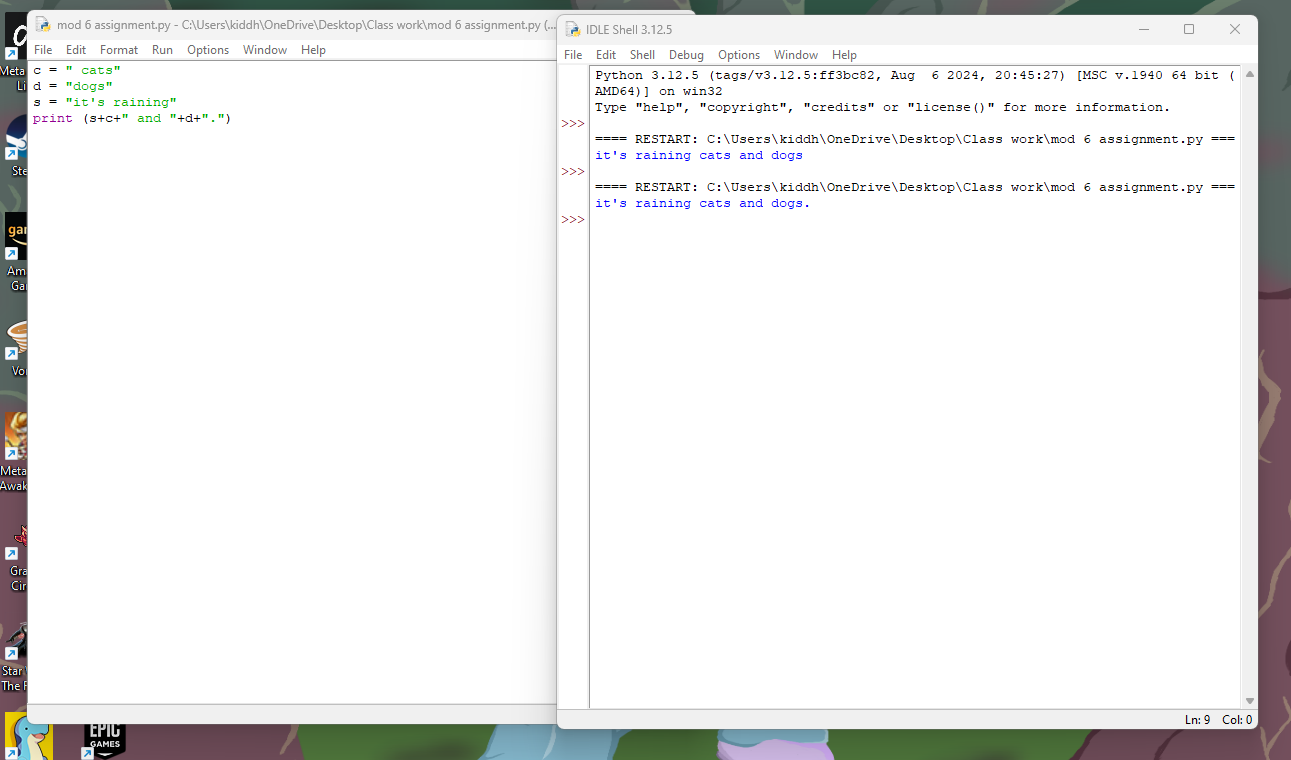 mod 6 assignment.py - C:\Users\kiddh\OneDrive\Desktop\Class work\mod 6 assignment.py (...
File Edit Format Run Options Window Help
c = " cats"
d = "dogs"
s = "it's raining"
print (s+c+" and "+d+".")
IDLE Shell 3.12.5
File Edit Shell Debug Options Window Help
Python 3.12.5 (tags/v3.12.5:ff3bc82, Aug  6 2024, 20:45:27) [MSC v.1940 64 bit (
AMD64)] on win32
Type "help", "copyright", "credits" or "license()" for more information.
>>>
==== RESTART: C:\Users\kiddh\OneDrive\Desktop\Class work\mod 6 assignment.py ===
it's raining cats and dogs
>>>
==== RESTART: C:\Users\kiddh\OneDrive\Desktop\Class work\mod 6 assignment.py ===
it's raining cats and dogs.
>>>
Ln: 9 Col: 0
Meta
Li
Ste
gar
Am
Ga
Vo
Meta
Awak
Gra
Cir
Star
The F
EPIC
GAMES